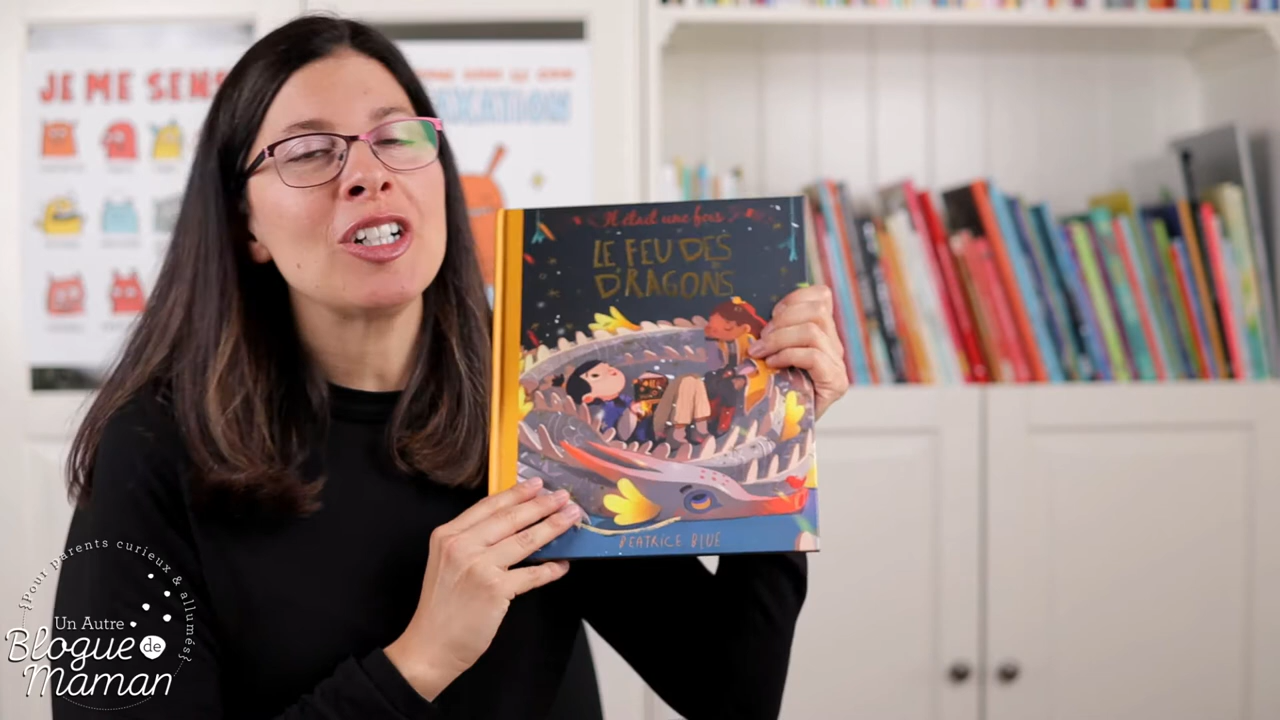 JE ME SENS
Il était une fois
LE FEU DES
DRAGONS
BEATRICE BLUE
{Pour parents curieux & allumés}
Un Autre
Blogue de
Maman